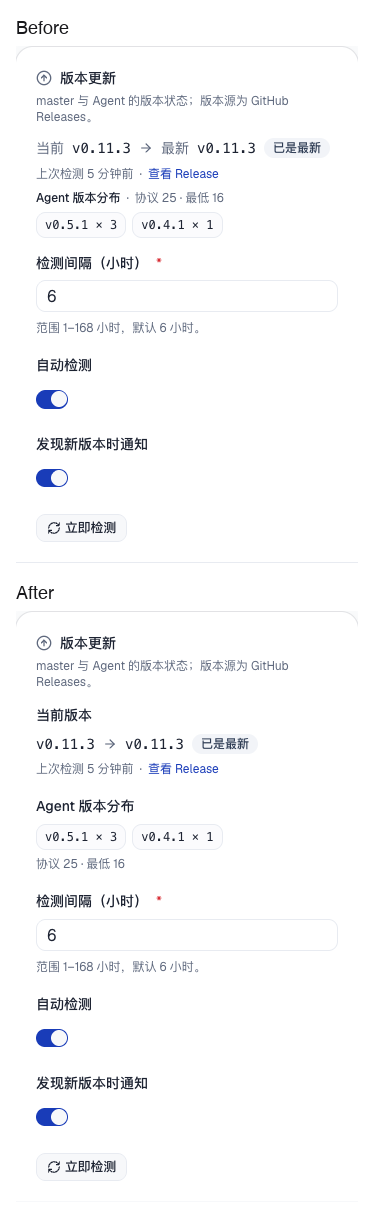 Before
版本更新
master 与 Agent 的版本状态；版本源为 GitHub
Releases。
当前 v0.11.3 → 最新 v0.11.3 已是最新
上次检测 5 分钟前 · 查看 Release
Agent 版本分布 · 协议 25 · 最低 16
v0.5.1 × 3 v0.4.1 × 1
检测间隔（小时） *
6
范围 1–168 小时，默认 6 小时。
自动检测
发现新版本时通知
立即检测
After
版本更新
master 与 Agent 的版本状态；版本源为 GitHub
Releases。
当前版本
v0.11.3 → v0.11.3 已是最新
上次检测 5 分钟前 · 查看 Release
Agent 版本分布
v0.5.1 × 3 v0.4.1 × 1
协议 25 · 最低 16
检测间隔（小时） *
6
范围 1–168 小时，默认 6 小时。
自动检测
发现新版本时通知
立即检测